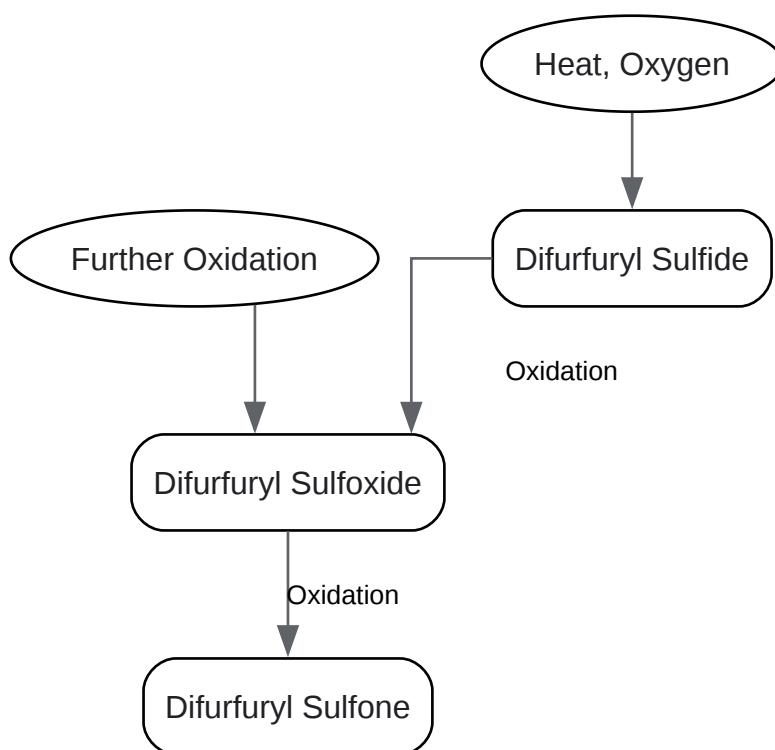 Heat, Oxygen
Further Oxidation
Difurfuryl Sulfide
Oxidation
Difurfuryl Sulfoxide
Oxidation
Difurfuryl Sulfone